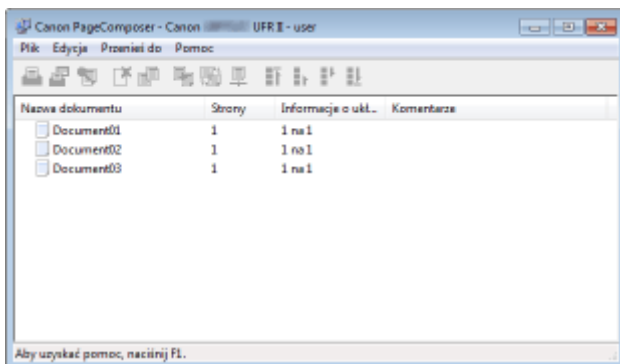 Canon PageComposer - Canon UFR II - user
Plik Edycja Przenieś do Pomoc
Nazwa dokumentu Strony Informacje o ukł... Komentarze
Document01 1 1 na 1
Document02 1 1 na 1
Document03 1 1 na 1
Aby uzyskać pomoc, naciśnij F1.